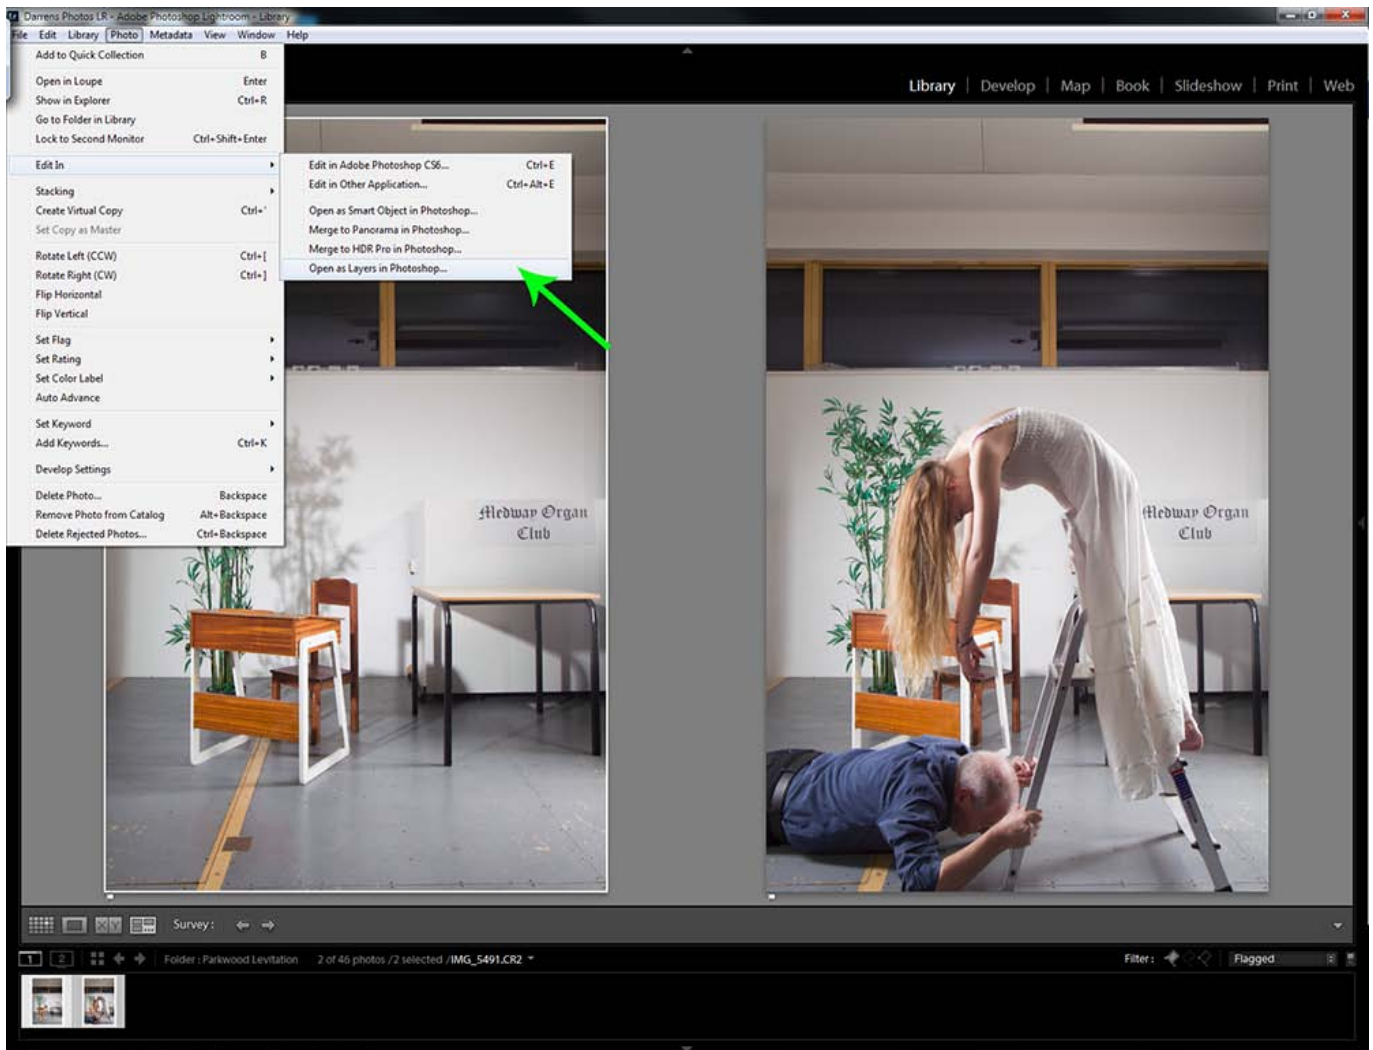 Darrens Photos LR - Adobe Photoshop Lightroom - Library
File Edit Library Photo Metadata View Window Help
Library | Develop | Map | Book | Slideshow | Print | Web
Add to Quick Collection B
Open in Loupe Enter
Show in Explorer Ctrl+R
Go to Folder in Library
Lock to Second Monitor Ctrl+Shift+Enter
Edit In
Stacking
Create Virtual Copy Ctrl+'
Set Copy as Master
Rotate Left (CCW) Ctrl+[
Rotate Right (CW) Ctrl+]
Flip Horizontal
Flip Vertical
Set Flag
Set Rating
Set Color Label
Auto Advance
Set Keyword
Add Keywords... Ctrl+K
Develop Settings
Delete Photo... Backspace
Remove Photo from Catalog Alt+Backspace
Delete Rejected Photos... Ctrl+Backspace
Edit in Adobe Photoshop CS6... Ctrl+E
Edit in Other Application... Ctrl+Alt+E
Open as Smart Object in Photoshop...
Merge to Panorama in Photoshop...
Merge to HDR Pro in Photoshop...
Open as Layers in Photoshop...
Medway Organ
Club
Medway Organ
Club
XY Survey :
1 2 Folder : Parkwood Levitation 2 of 46 photos /2 selected /IMG_5491.CR2 Filter : Flagged